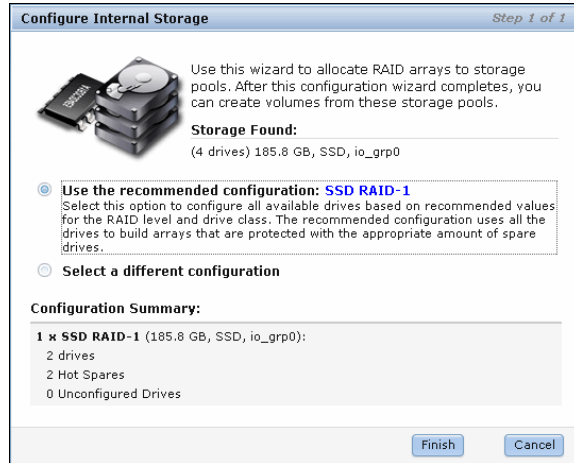 Configure Internal Storage
Step 1 of 1
Use this wizard to allocate RAID arrays to storage
pools. After this configuration wizard completes, you
can create volumes from these storage pools.
Storage Found:
(4 drives) 185.8 GB, SSD, io_grp0
Use the recommended configuration: SSD RAID-1
Select this option to configure all available drives based on recommended values
for the RAID level and drive class. The recommended configuration uses all the
drives to build arrays that are protected with the appropriate amount of spare
drives.
Select a different configuration
Configuration Summary:
1 x SSD RAID-1 (185.8 GB, SSD, io_grp0):
2 drives
2 Hot Spares
0 Unconfigured Drives
Finish
Cancel